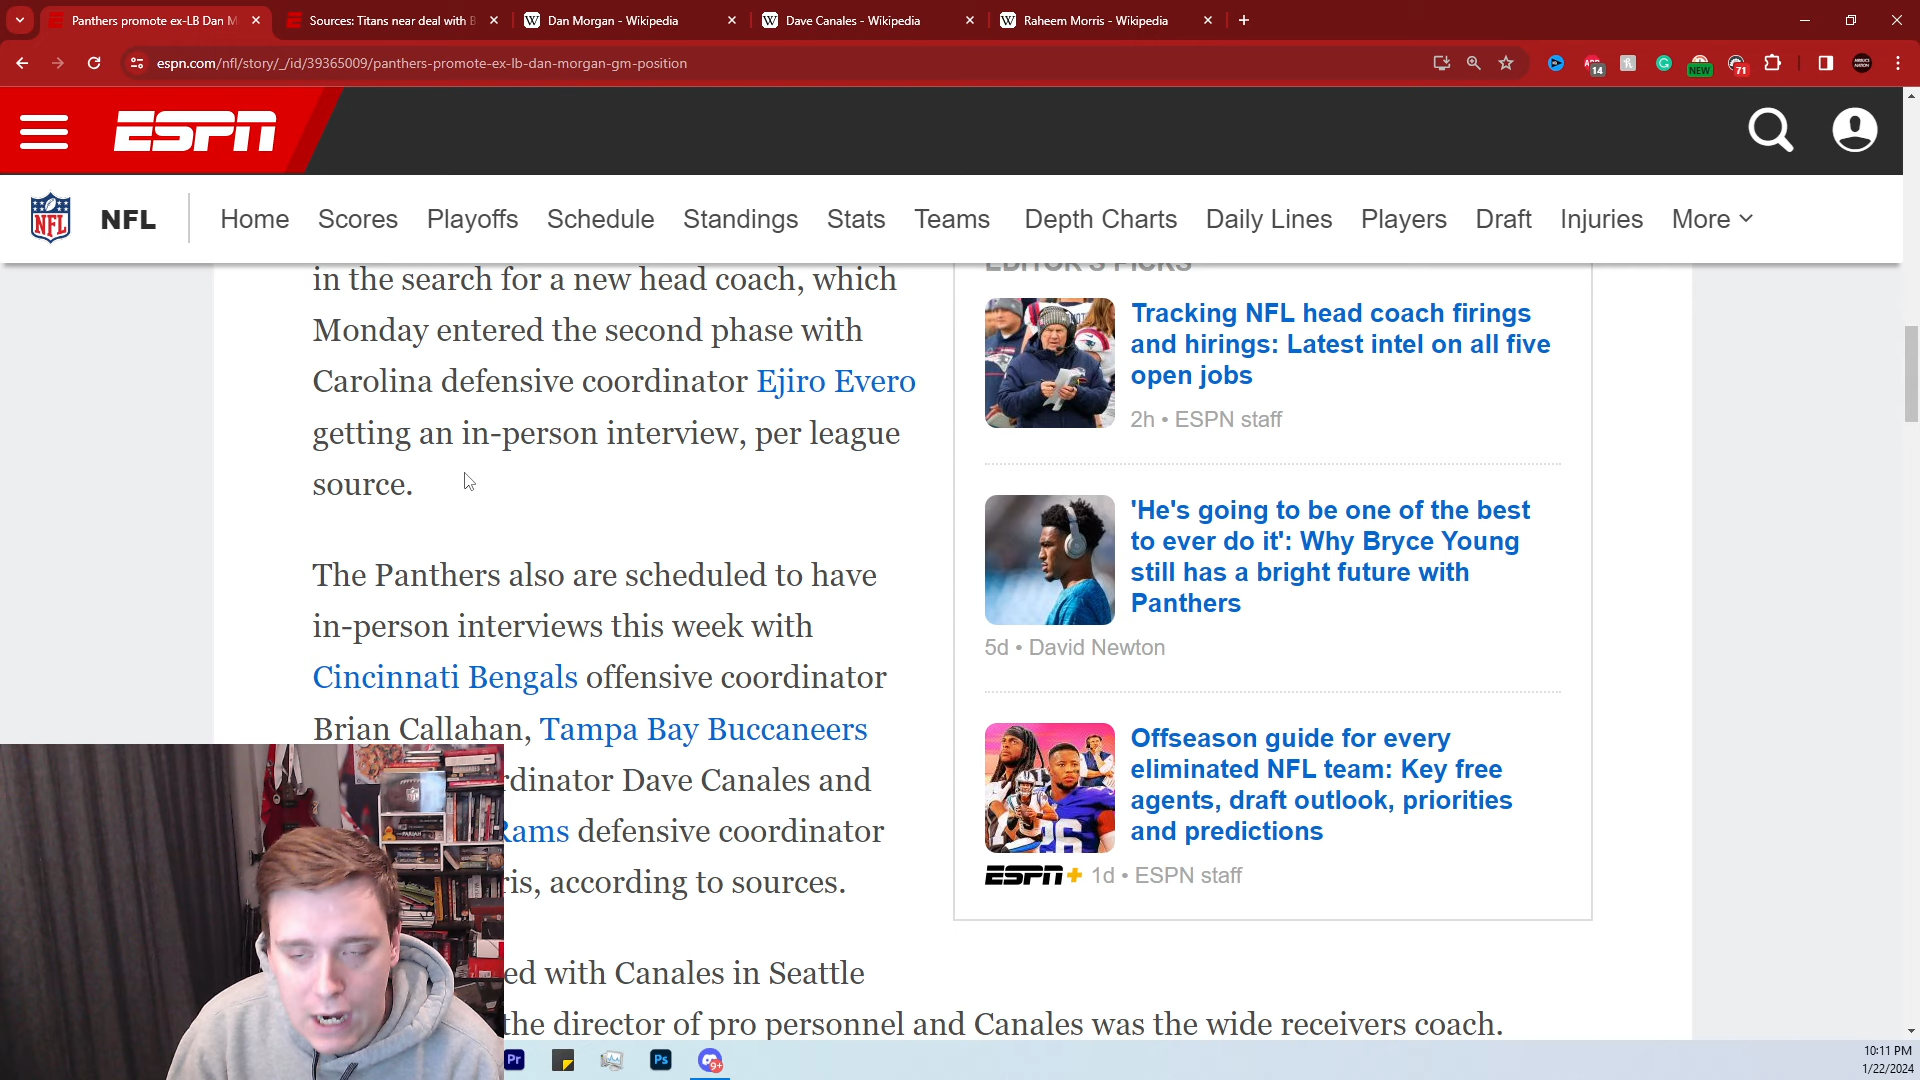 Panthers promote ex-LB Dan M
Sources: Titans near deal with B
Dan Morgan - Wikipedia
Dave Canales - Wikipedia
Raheem Morris - Wikipedia
espn.com/nfl/story/_/id/39365009/panthers-promote-ex-lb-dan-morgan-gm-position
14
NEW
71
ESPN
NFL
NFL
Home
Scores
Playoffs
Schedule
Standings
Stats
Teams
Depth Charts
Daily Lines
Players
Draft
Injuries
More
in the search for a new head coach, which
Monday entered the second phase with
Carolina defensive coordinator Ejiro Evero
getting an in-person interview, per league
source.
The Panthers also are scheduled to have
in-person interviews this week with
Cincinnati Bengals offensive coordinator
Brian Callahan, Tampa Bay Buccaneers
rdinator Dave Canales and
Rams defensive coordinator
ris, according to sources.
ed with Canales in Seattle
the director of pro personnel and Canales was the wide receivers coach.
EDITOR'S PICKS
Tracking NFL head coach firings
and hirings: Latest intel on all five
open jobs
2h • ESPN staff
'He's going to be one of the best
to ever do it': Why Bryce Young
still has a bright future with
Panthers
5d • David Newton
Offseason guide for every
eliminated NFL team: Key free
agents, draft outlook, priorities
and predictions
ESPN+ 1d • ESPN staff
Pr
Ps
9+
10:11 PM
1/22/2024